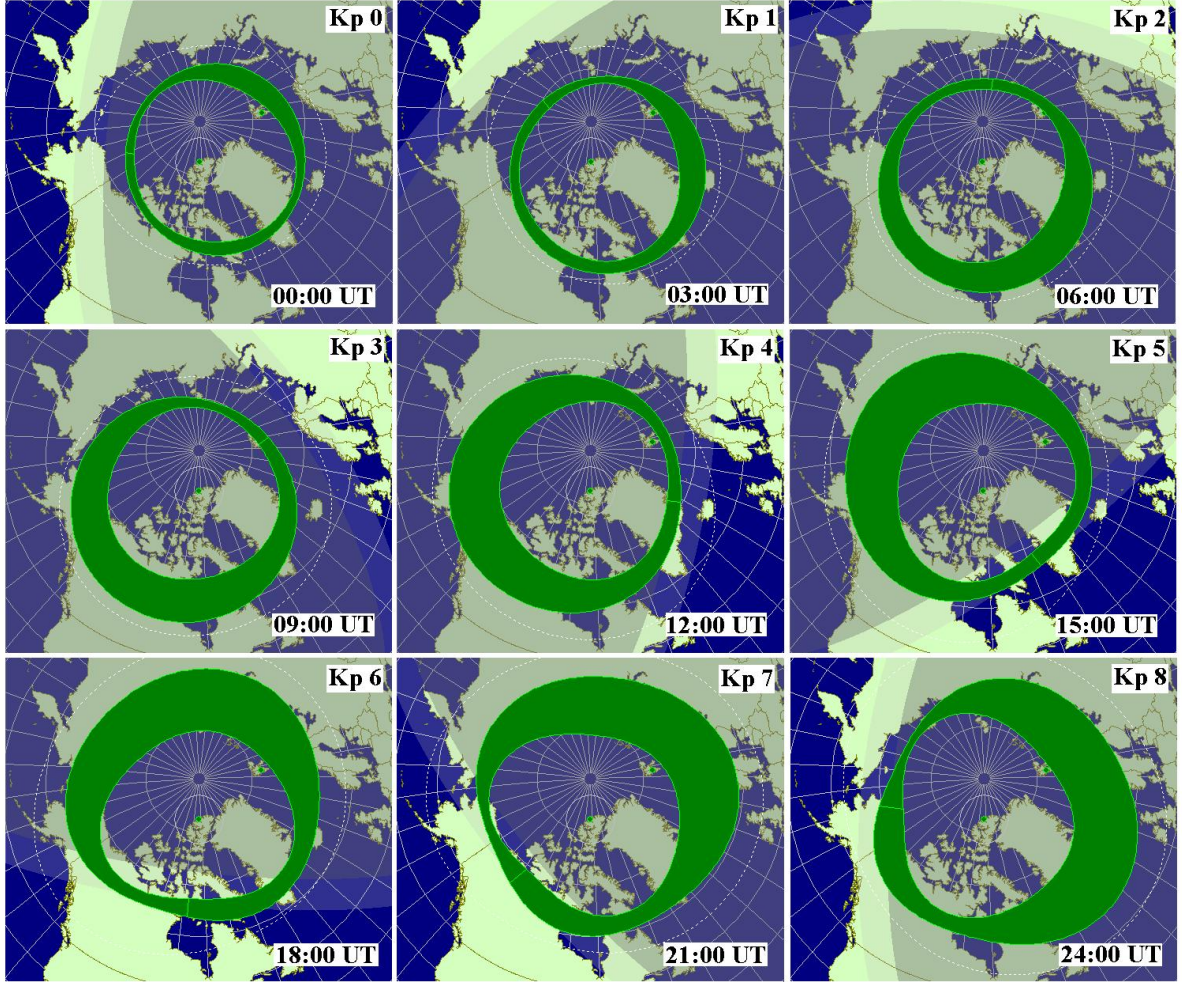 Kp 0
00:00 UT
Kp 1
03:00 UT
Kp 2
06:00 UT
Kp 3
09:00 UT
Kp 4
12:00 UT
Kp 5
15:00 UT
Kp 6
18:00 UT
Kp 7
21:00 UT
Kp 8
24:00 UT